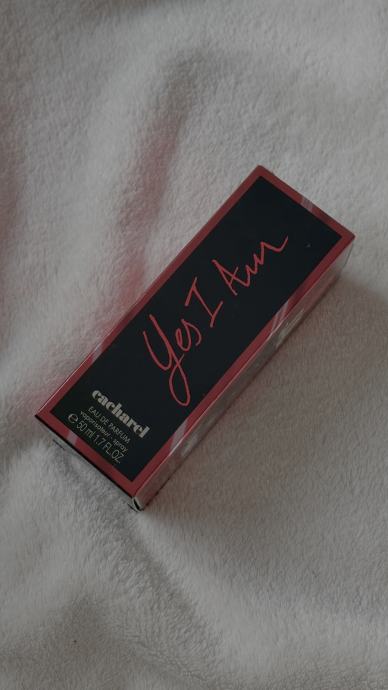 Yes I Am
cacharel
EAU DE PARFUM
vaporisateur . spray
℮ 50 ml 1.7 FL.OZ.